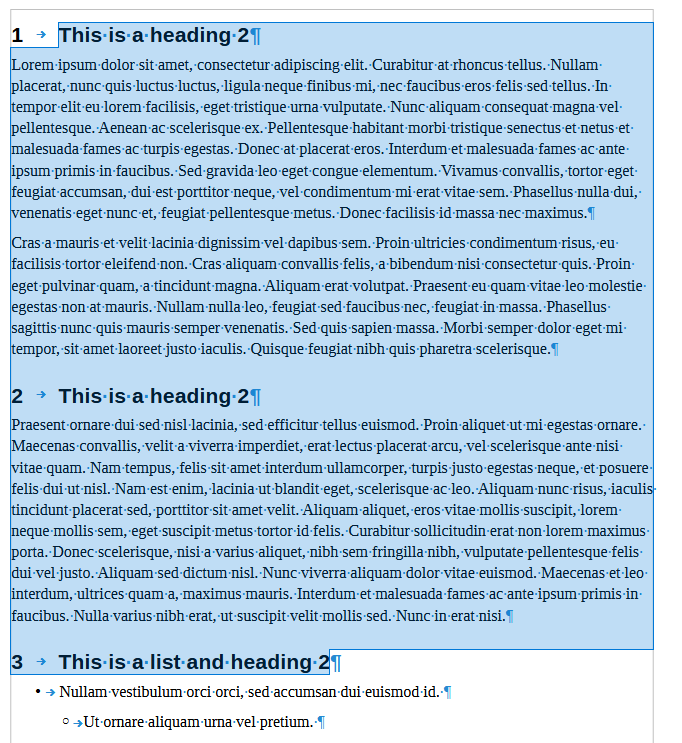 1 → This is a heading 2¶
Lorem ipsum dolor sit amet, consectetur adipiscing elit. Curabitur at rhoncus tellus. Nullam
placerat, nunc quis luctus luctus, ligula neque finibus mi, nec faucibus eros felis sed tellus. In
tempor elit eu lorem facilisis, eget tristique urna vulputate. Nunc aliquam consequat magna vel
pellentesque. Aenean ac scelerisque ex. Pellentesque habitant morbi tristique senectus et netus et
malesuada fames ac turpis egestas. Donec at placerat eros. Interdum et malesuada fames ac ante
ipsum primis in faucibus. Sed gravida leo eget congue elementum. Vivamus convallis, tortor eget
feugiat accumsan, dui est porttitor neque, vel condimentum mi erat vitae sem. Phasellus nulla dui,
venenatis eget nunc et, feugiat pellentesque metus. Donec facilisis id massa nec maximus.¶
Cras a mauris et velit lacinia dignissim vel dapibus sem. Proin ultricies condimentum risus, eu
facilisis tortor eleifend non. Cras aliquam convallis felis, a bibendum nisi consectetur quis. Proin
eget pulvinar quam, a tincidunt magna. Aliquam erat volutpat. Praesent eu quam vitae leo molestie
egestas non at mauris. Nullam nulla leo, feugiat sed faucibus nec, feugiat in massa. Phasellus
sagittis nunc quis mauris semper venenatis. Sed quis sapien massa. Morbi semper dolor eget mi
tempor, sit amet laoreet justo iaculis. Quisque feugiat nibh quis pharetra scelerisque.¶
2 → This is a heading 2¶
Praesent ornare dui sed nisl lacinia, sed efficitur tellus euismod. Proin aliquet ut mi egestas ornare.
Maecenas convallis, velit a viverra imperdiet, erat lectus placerat arcu, vel scelerisque ante nisi
vitae quam. Nam tempus, felis sit amet interdum ullamcorper, turpis justo egestas neque, et posuere
felis dui ut nisl. Nam est enim, lacinia ut blandit eget, scelerisque ac leo. Aliquam nunc risus, iaculis
tincidunt placerat sed, porttitor sit amet velit. Aliquam aliquet, eros vitae mollis suscipit, lorem
neque mollis sem, eget suscipit metus tortor id felis. Curabitur sollicitudin erat non lorem maximus
porta. Donec scelerisque, nisi a varius aliquet, nibh sem fringilla nibh, vulputate pellentesque felis
dui vel justo. Aliquam sed dictum nisl. Nunc viverra aliquam dolor vitae euismod. Maecenas et leo
interdum, ultrices quam a, maximus mauris. Interdum et malesuada fames ac ante ipsum primis in
faucibus. Nulla varius nibh erat, ut suscipit velit mollis sed. Nunc in erat nisi.¶
3 → This is a list and heading 2¶
• → Nullam vestibulum orci orci, sed accumsan dui euismod id. ¶
○ → Ut ornare aliquam urna vel pretium. ¶